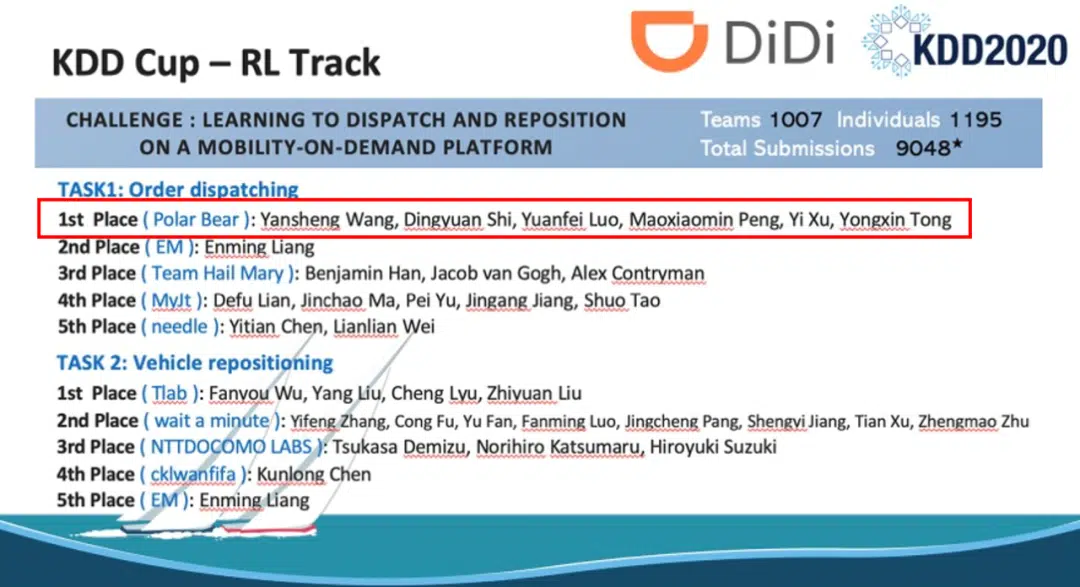 DiDi
KDD2020
KDD Cup – RL Track
CHALLENGE : LEARNING TO DISPATCH AND REPOSITION
ON A MOBILITY-ON-DEMAND PLATFORM
Teams 1007 Individuals 1195
Total Submissions 9048★
TASK1: Order dispatching
1st Place ( Polar Bear ): Yansheng Wang, Dingyuan Shi, Yuanfei Luo, Maoxiaomin Peng, Yi Xu, Yongxin Tong
2nd Place ( EM ): Enming Liang
3rd Place ( Team Hail Mary ): Benjamin Han, Jacob van Gogh, Alex Contryman
4th Place ( MyJt ): Defu Lian, Jinchao Ma, Pei Yu, Jingang Jiang, Shuo Tao
5th Place ( needle ): Yitian Chen, Lianlian Wei
TASK 2: Vehicle repositioning
1st Place ( Tlab ): Fanyou Wu, Yang Liu, Cheng Lyu, Zhiyuan Liu
2nd Place ( wait a minute ): Yifeng Zhang, Cong Fu, Yu Fan, Fanming Luo, Jingcheng Pang, Shengyi Jiang, Tian Xu, Zhengmao Zhu
3rd Place ( NTTDOCOMO LABS ): Tsukasa Demizu, Norihiro Katsumaru, Hiroyuki Suzuki
4th Place ( cklwanfifa ): Kunlong Chen
5th Place ( EM ): Enming Liang